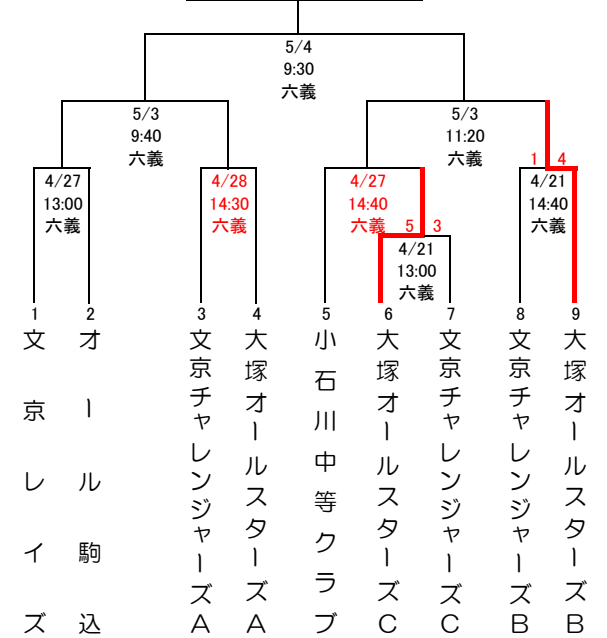 5/4
9:30
六義
5/3
9:40
六義
5/3
11:20
六義
4/27
13:00
六義
4/28
14:30
六義
4/27
14:40
六義
1 4
4/21
14:40
六義
5 3
4/21
13:00
六義
1
文京レイズ
2
オール駒込
3
文京チャレンジャーズA
4
大塚オールスターズA
5
小石川中等クラブ
6
大塚オールスターズC
7
文京チャレンジャーズC
8
文京チャレンジャーズB
9
大塚オールスターズB